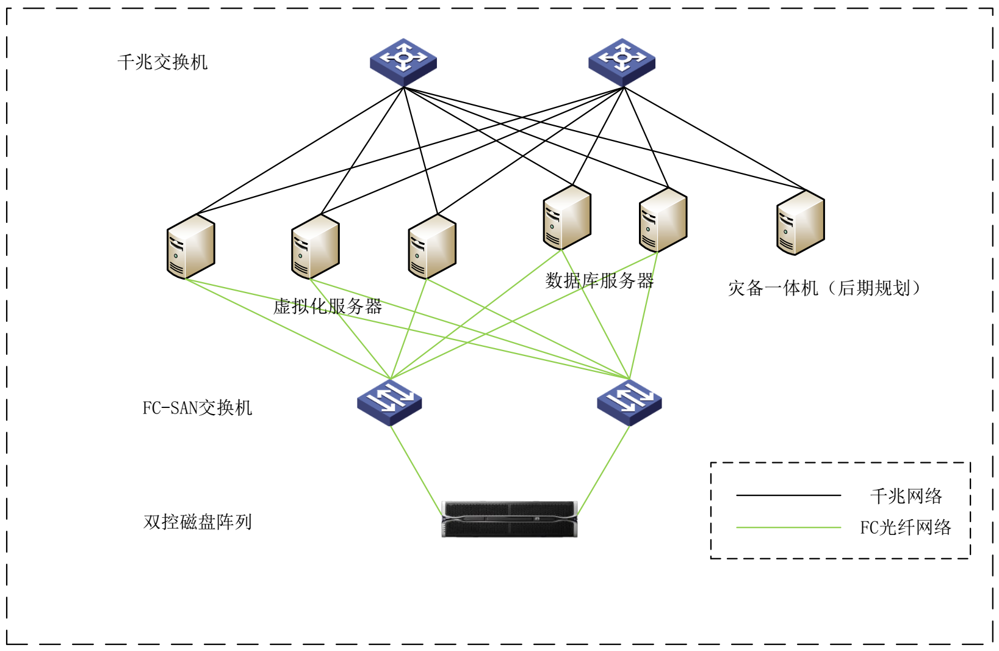 千兆交换机
数据库服务器
灾备一体机（后期规划）
虚拟化服务器
FC-SAN交换机
双控磁盘阵列
千兆网络
FC光纤网络